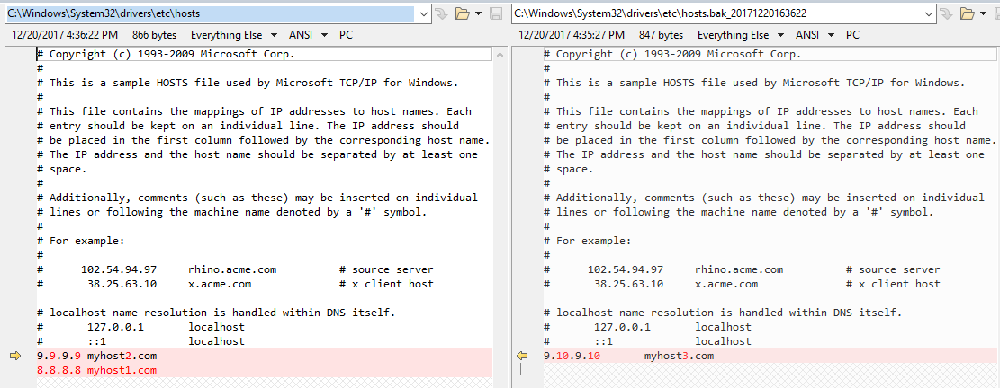 C:\Windows\System32\drivers\etc\hosts
12/20/2017 4:36:22 PM 866 bytes Everything Else ANSI PC
# Copyright (c) 1993-2009 Microsoft Corp.
#
# This is a sample HOSTS file used by Microsoft TCP/IP for Windows.
#
# This file contains the mappings of IP addresses to host names. Each
# entry should be kept on an individual line. The IP address should
# be placed in the first column followed by the corresponding host name.
# The IP address and the host name should be separated by at least one
# space.
#
# Additionally, comments (such as these) may be inserted on individual
# lines or following the machine name denoted by a '#' symbol.
#
# For example:
#
#      102.54.94.97     rhino.acme.com          # source server
#       38.25.63.10     x.acme.com              # x client host

# localhost name resolution is handled within DNS itself.
#       127.0.0.1       localhost
#       ::1             localhost
9.9.9.9 myhost2.com
8.8.8.8 myhost1.com
C:\Windows\System32\drivers\etc\hosts.bak_20171220163622
12/20/2017 4:35:27 PM 847 bytes Everything Else ANSI PC
# Copyright (c) 1993-2009 Microsoft Corp.
#
# This is a sample HOSTS file used by Microsoft TCP/IP for Windows.
#
# This file contains the mappings of IP addresses to host names. Each
# entry should be kept on an individual line. The IP address should
# be placed in the first column followed by the corresponding host name.
# The IP address and the host name should be separated by at least one
# space.
#
# Additionally, comments (such as these) may be inserted on individual
# lines or following the machine name denoted by a '#' symbol.
#
# For example:
#
#      102.54.94.97     rhino.acme.com          # source server
#       38.25.63.10     x.acme.com              # x client host

# localhost name resolution is handled within DNS itself.
#       127.0.0.1       localhost
#       ::1             localhost
9.10.9.10       myhost3.com